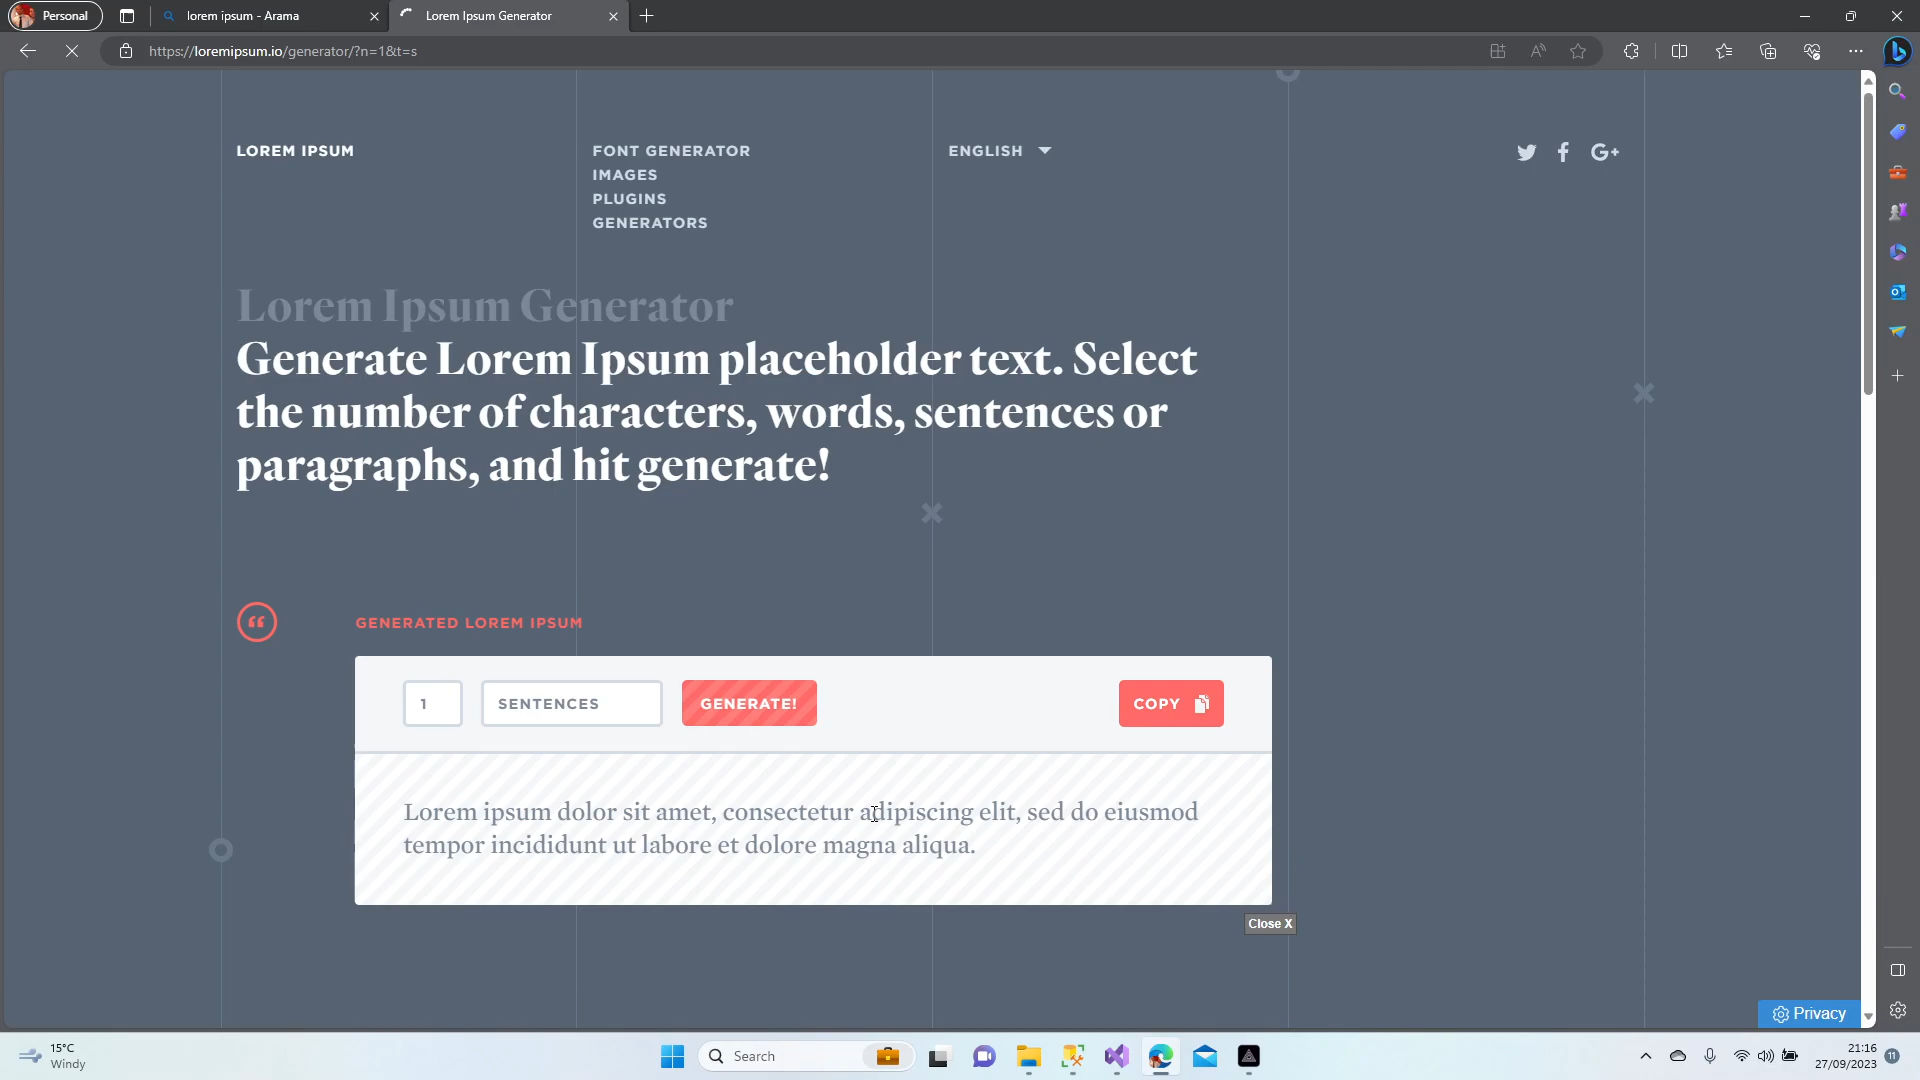 Personal
lorem ipsum - Arama
Lorem Ipsum Generator
https://loremipsum.io/generator/?n=1&t=s
LOREM IPSUM
FONT GENERATOR
IMAGES
PLUGINS
GENERATORS
ENGLISH
G+
Lorem Ipsum Generator
Generate Lorem Ipsum placeholder text. Select
the number of characters, words, sentences or
paragraphs, and hit generate!
GENERATED LOREM IPSUM
1
SENTENCES
GENERATE!
COPY
Lorem ipsum dolor sit amet, consectetur adipiscing elit, sed do eiusmod
tempor incididunt ut labore et dolore magna aliqua.
Close X
Privacy
15°C
Windy
Search
21:16
27/09/2023
11